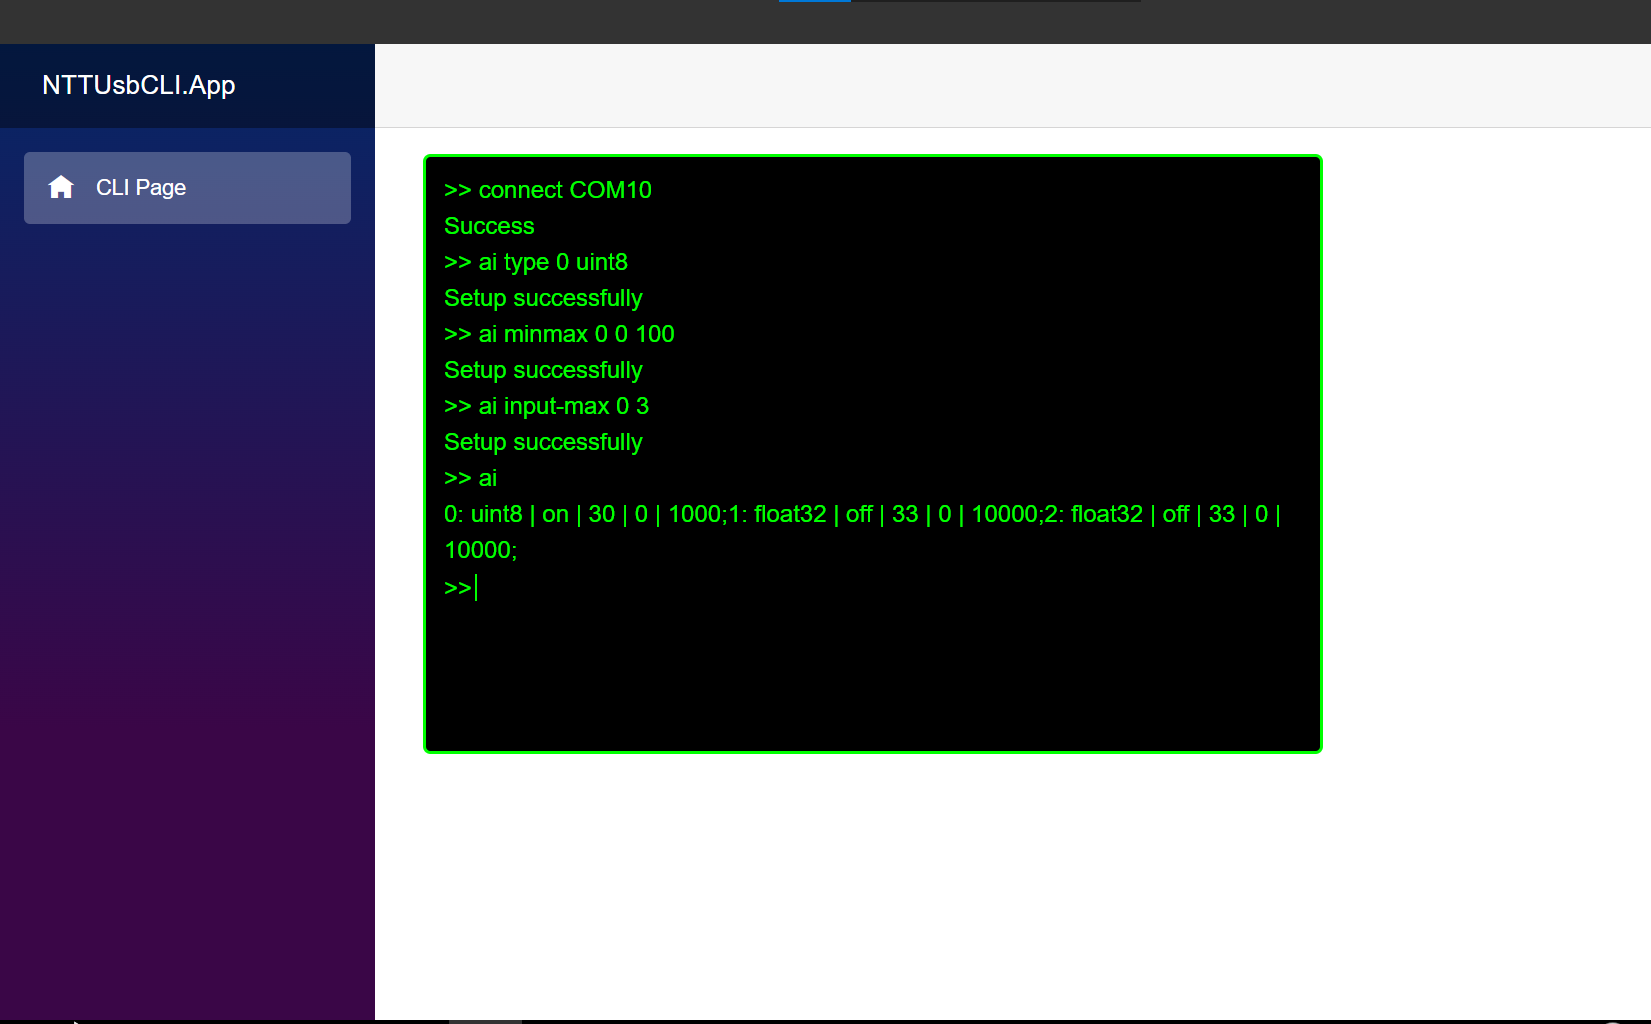 NTTUsbCLI.App
CLI Page
>> connect COM10
Success
>> ai type 0 uint8
Setup successfully
>> ai minmax 0 0 100
Setup successfully
>> ai input-max 0 3
Setup successfully
>> ai
0: uint8 | on | 30 | 0 | 1000;1: float32 | off | 33 | 0 | 10000;2: float32 | off | 33 | 0 |
10000;
>>